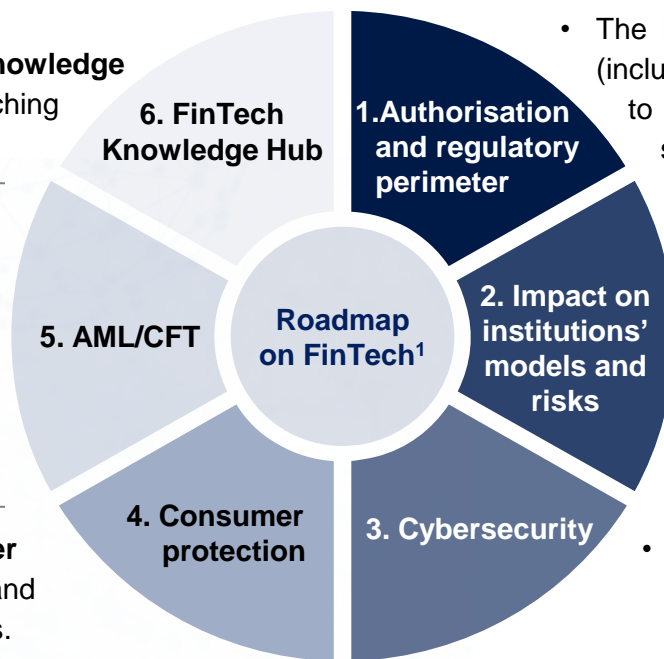 nowledge
ching
• The
(inclu
to
s
6. FinTech
Knowledge Hub
1.Authorisation
and regulatory
perimeter
2. Impact on
institutions’
models and
risks
5. AML/CFT
Roadmap
on FinTech¹
4. Consumer
protection
3. Cybersecurity
•
er
and
s.